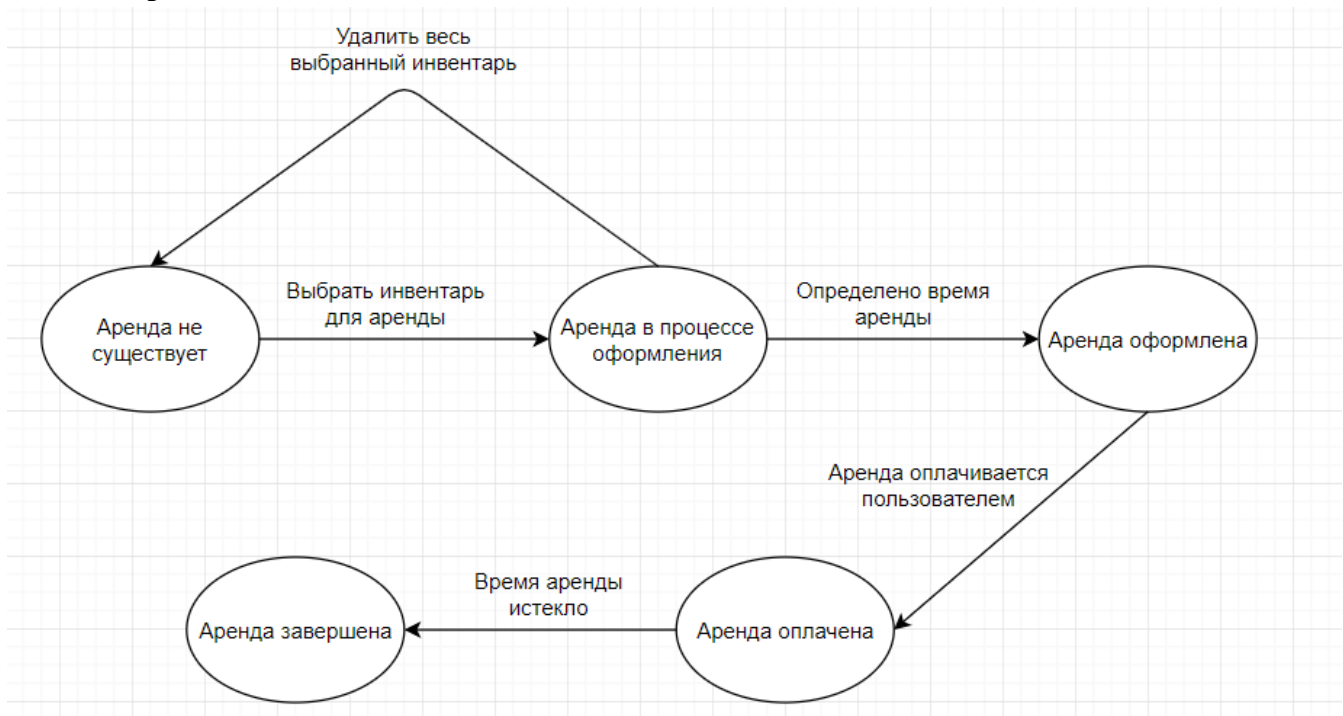 Удалить весь
выбранный инвентарь
Выбрать инвентарь
для аренды
Определено время
аренды
Аренда не
существует
Аренда в процессе
оформления
Аренда оформлена
Аренда оплачивается
пользователем
Время аренды
истекло
Аренда завершена
Аренда оплачена